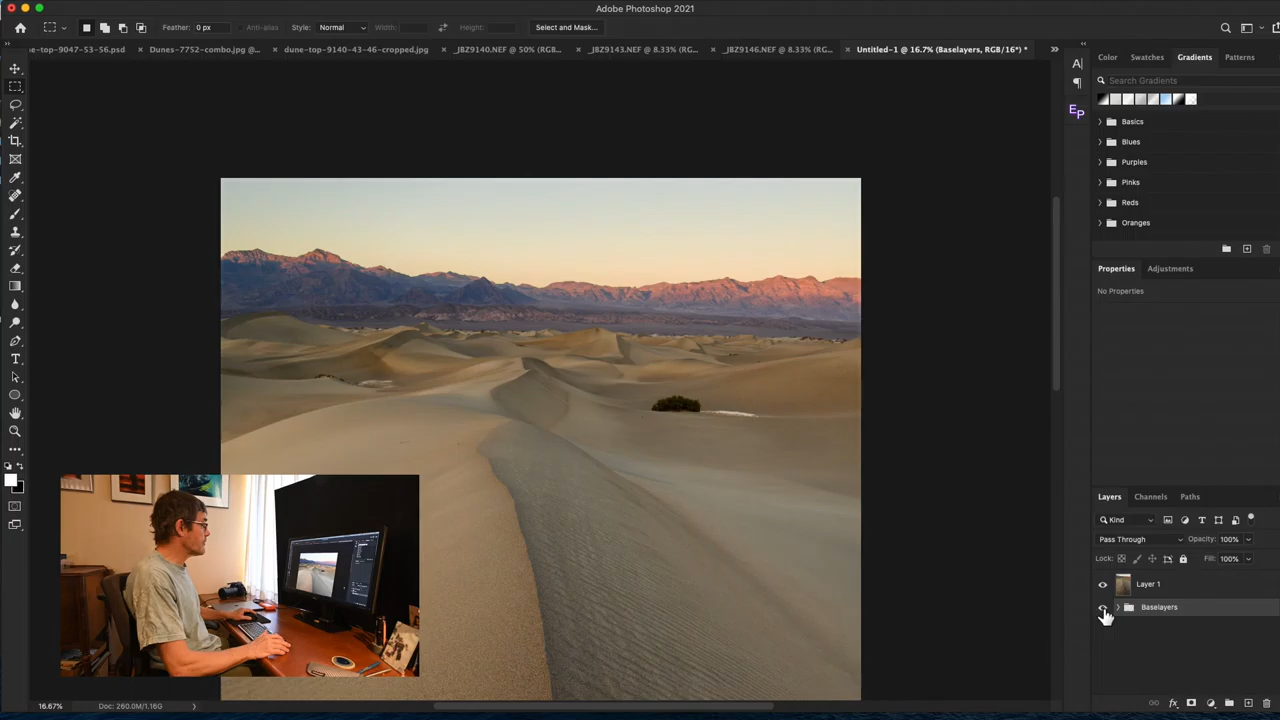 Adobe Photoshop 2021
Feather: 0 px Anti-alias Style: Normal Width: Height: Select and Mask...
ne-top-9047-53-56.psd Dunes-7752-combo.jpg @... dune-top-9140-43-46-cropped.jpg _JBZ9140.NEF @ 50% (RGB... _JBZ9143.NEF @ 8.33% (RG... _JBZ9146.NEF @ 8.33% (RG... Untitled-1 @ 16.7% (Baselayers, RGB/16*) *
Color Swatches Gradients Patterns
Search Gradients
Basics
Blues
Purples
Pinks
Reds
Oranges
Properties Adjustments
No Properties
Layers Channels Paths
Kind
Pass Through Opacity: 100%
Lock: Fill: 100%
Layer 1
Baselayers
16.67% Doc: 260.0M/1.16G